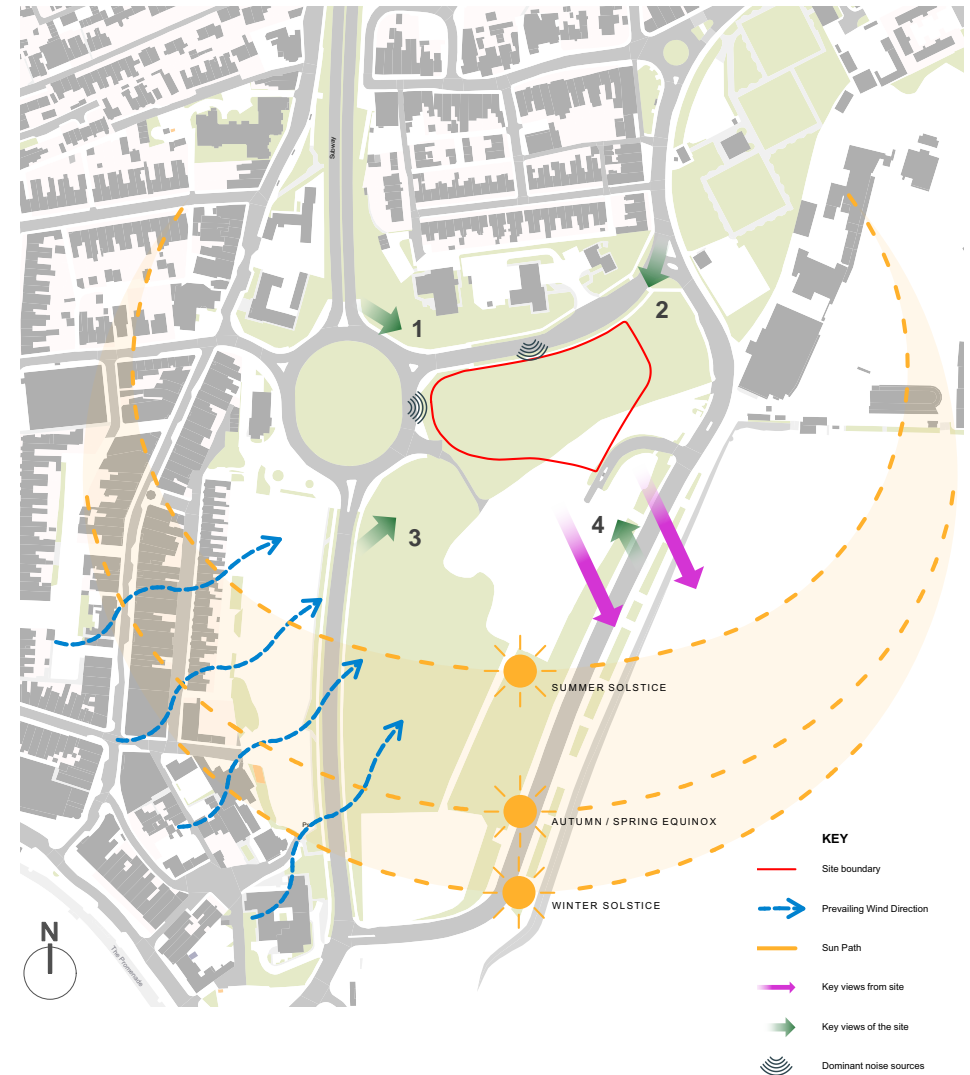 Subway
1
2
3
4
SUMMER SOLSTICE
AUTUMN / SPRING EQUINOX
WINTER SOLSTICE
N
The Promenade
KEY
Site boundary
Prevailing Wind Direction
Sun Path
Key views from site
Key views of the site
Dominant noise sources